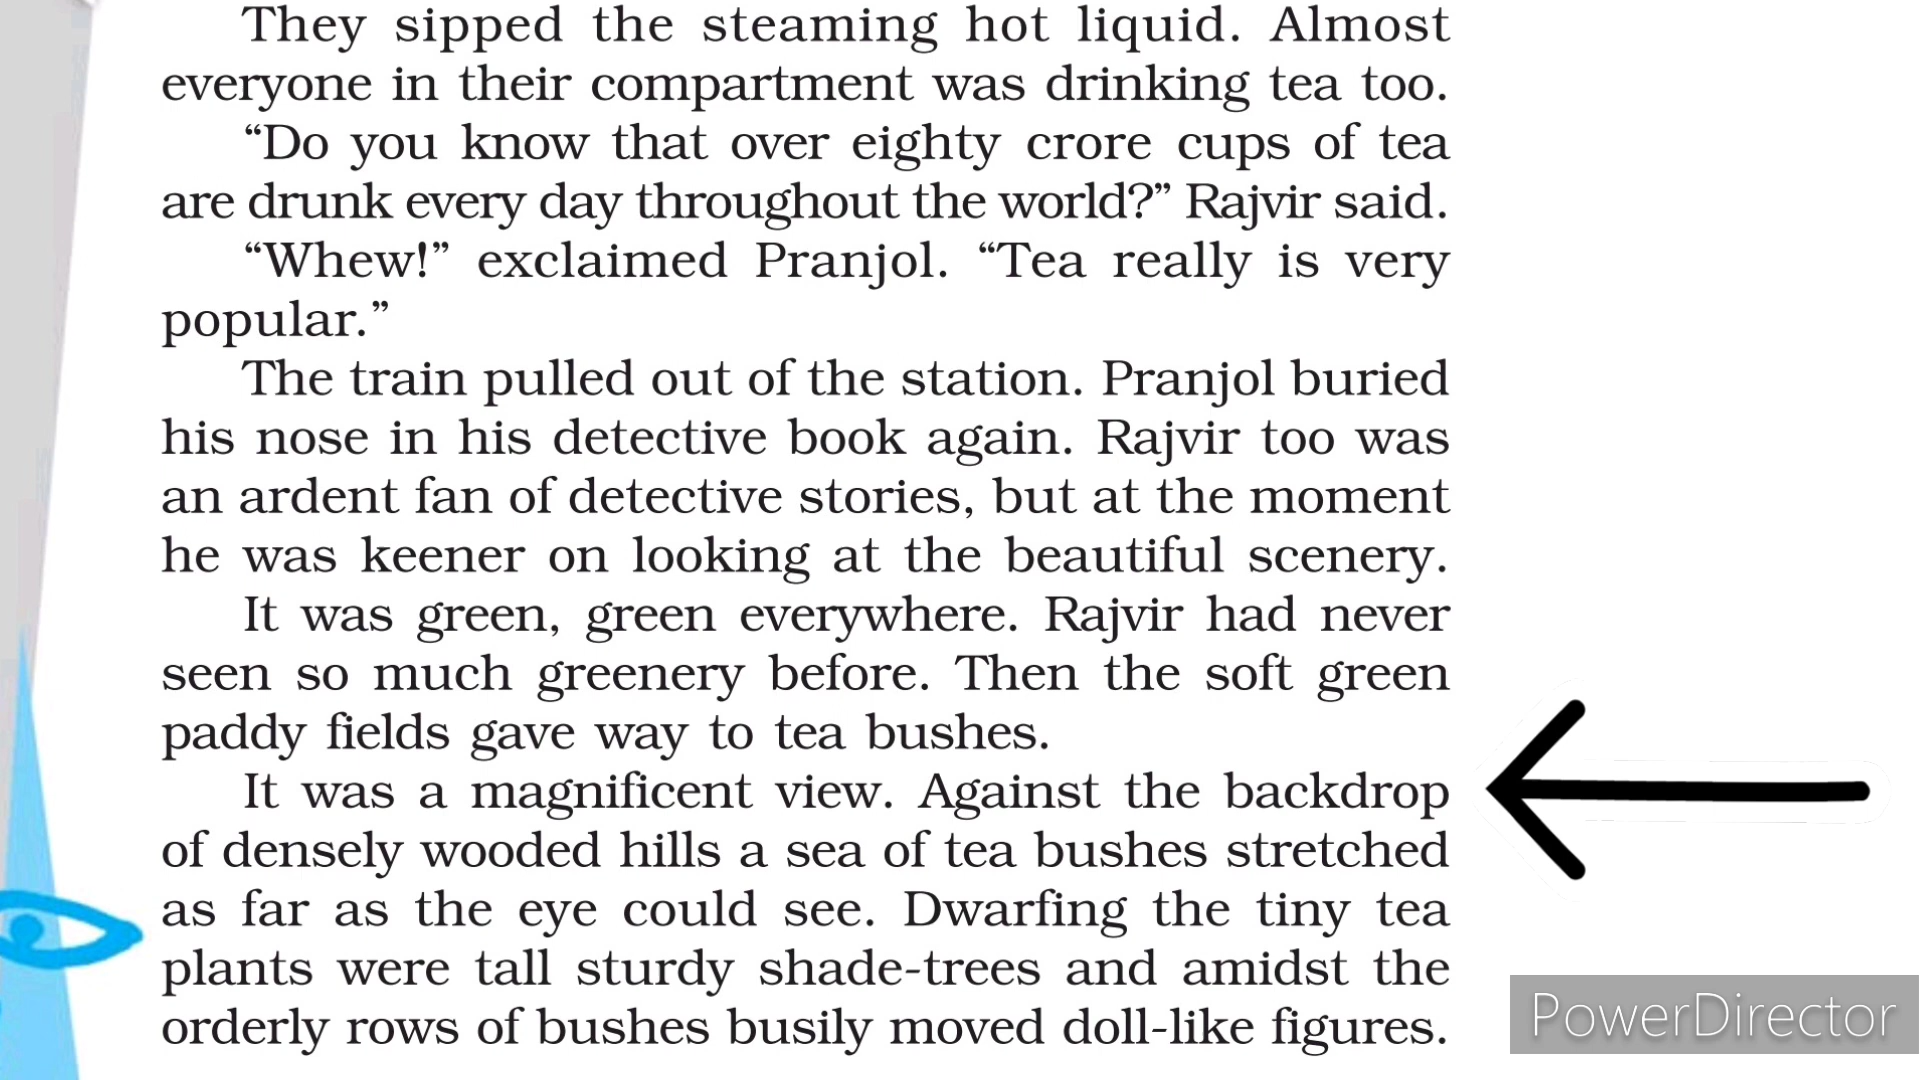 They sipped the steaming hot liquid. Almost
everyone in their compartment was drinking tea too.
“Do you know that over eighty crore cups of tea
are drunk every day throughout the world?” Rajvir said.
“Whew!” exclaimed Pranjol. “Tea really is very
popular.”
The train pulled out of the station. Pranjol buried
his nose in his detective book again. Rajvir too was
an ardent fan of detective stories, but at the moment
he was keener on looking at the beautiful scenery.
It was green, green everywhere. Rajvir had never
seen so much greenery before. Then the soft green
paddy fields gave way to tea bushes.
It was a magnificent view. Against the backdrop
of densely wooded hills a sea of tea bushes stretched
as far as the eye could see. Dwarfing the tiny tea
plants were tall sturdy shade-trees and amidst the
orderly rows of bushes busily moved doll-like figures.
PowerDirector